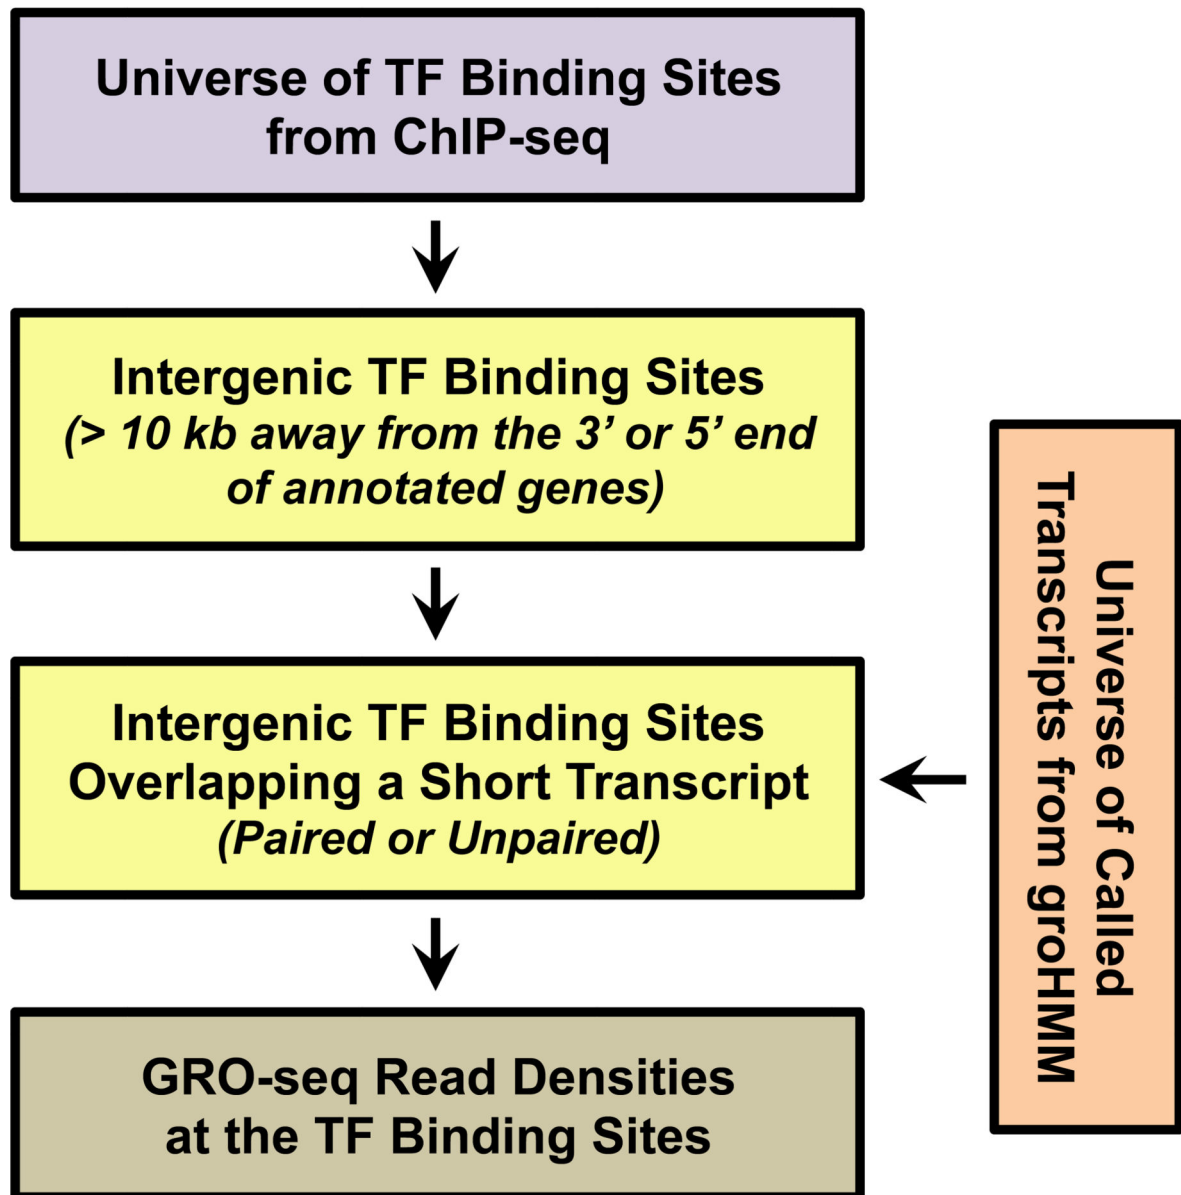 Universe of TF Binding Sites
from ChIP-seq
Intergenic TF Binding Sites
(> 10 kb away from the 3’ or 5’ end
of annotated genes)
Intergenic TF Binding Sites
Overlapping a Short Transcript
(Paired or Unpaired)
Universe of Called
Transcripts from groHMM
GRO-seq Read Densities
at the TF Binding Sites